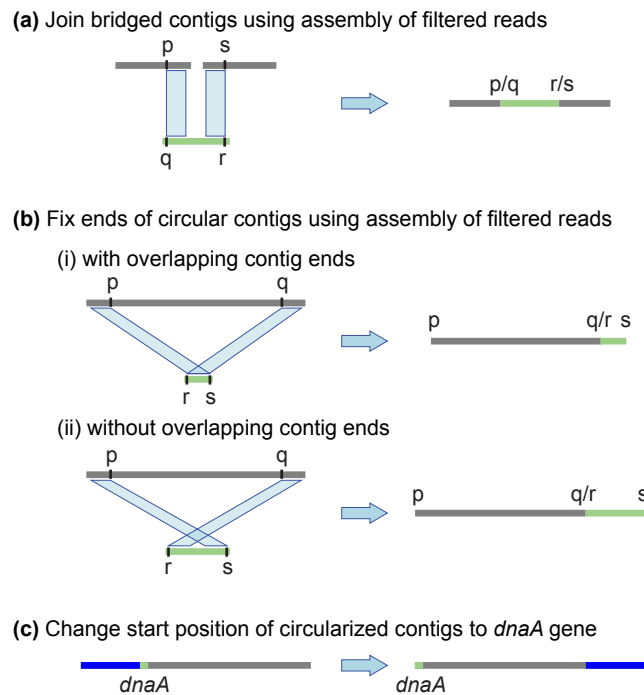 (a) Join bridged contigs using assembly of filtered reads
p s
q r
p/q r/s
(b) Fix ends of circular contigs using assembly of filtered reads
(i) with overlapping contig ends
p q
r s
p q/r s
(ii) without overlapping contig ends
p q
r s
p q/r s
(c) Change start position of circularized contigs to dnaA gene
dnaA dnaA